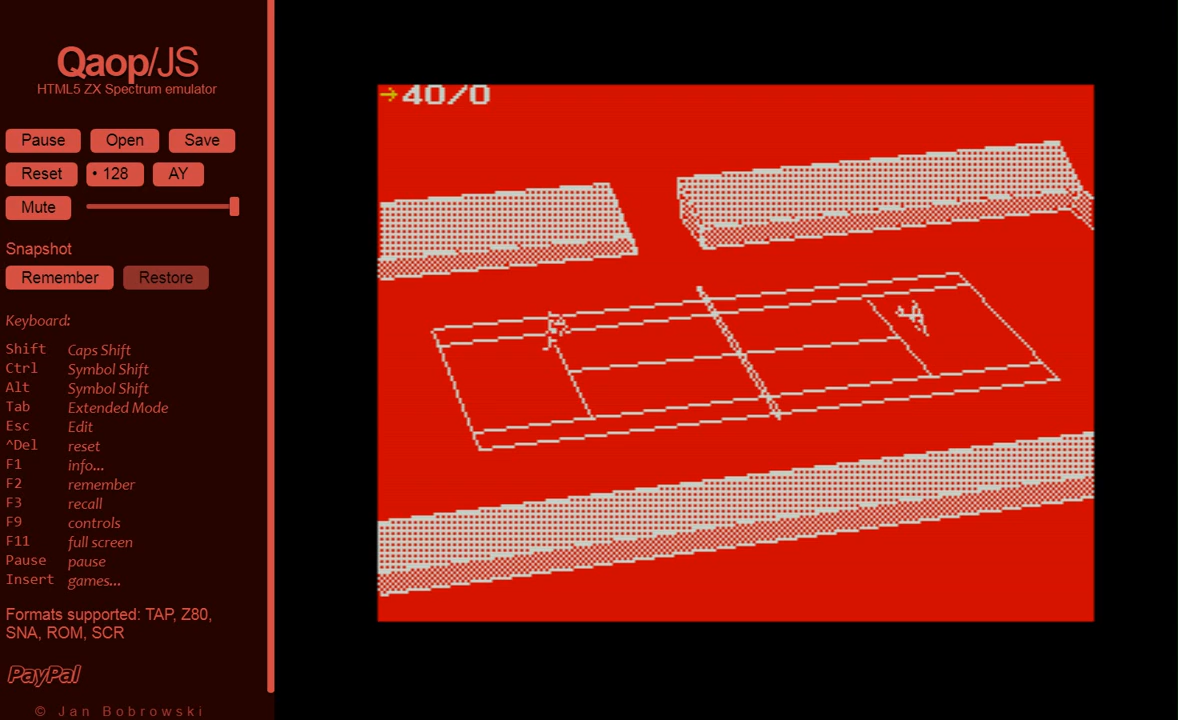 Qaop/JS
HTML5 ZX Spectrum emulator
Pause Open Save
Reset • 128 AY
Mute
Snapshot
Remember Restore
Keyboard:
Shift Caps Shift
Ctrl Symbol Shift
Alt Symbol Shift
Tab Extended Mode
Esc Edit
^Del reset
F1 info...
F2 remember
F3 recall
F9 controls
F11 full screen
Pause pause
Insert games...
Formats supported: TAP, Z80,
SNA, ROM, SCR
PayPal
© Jan Bobrowski
→40/0